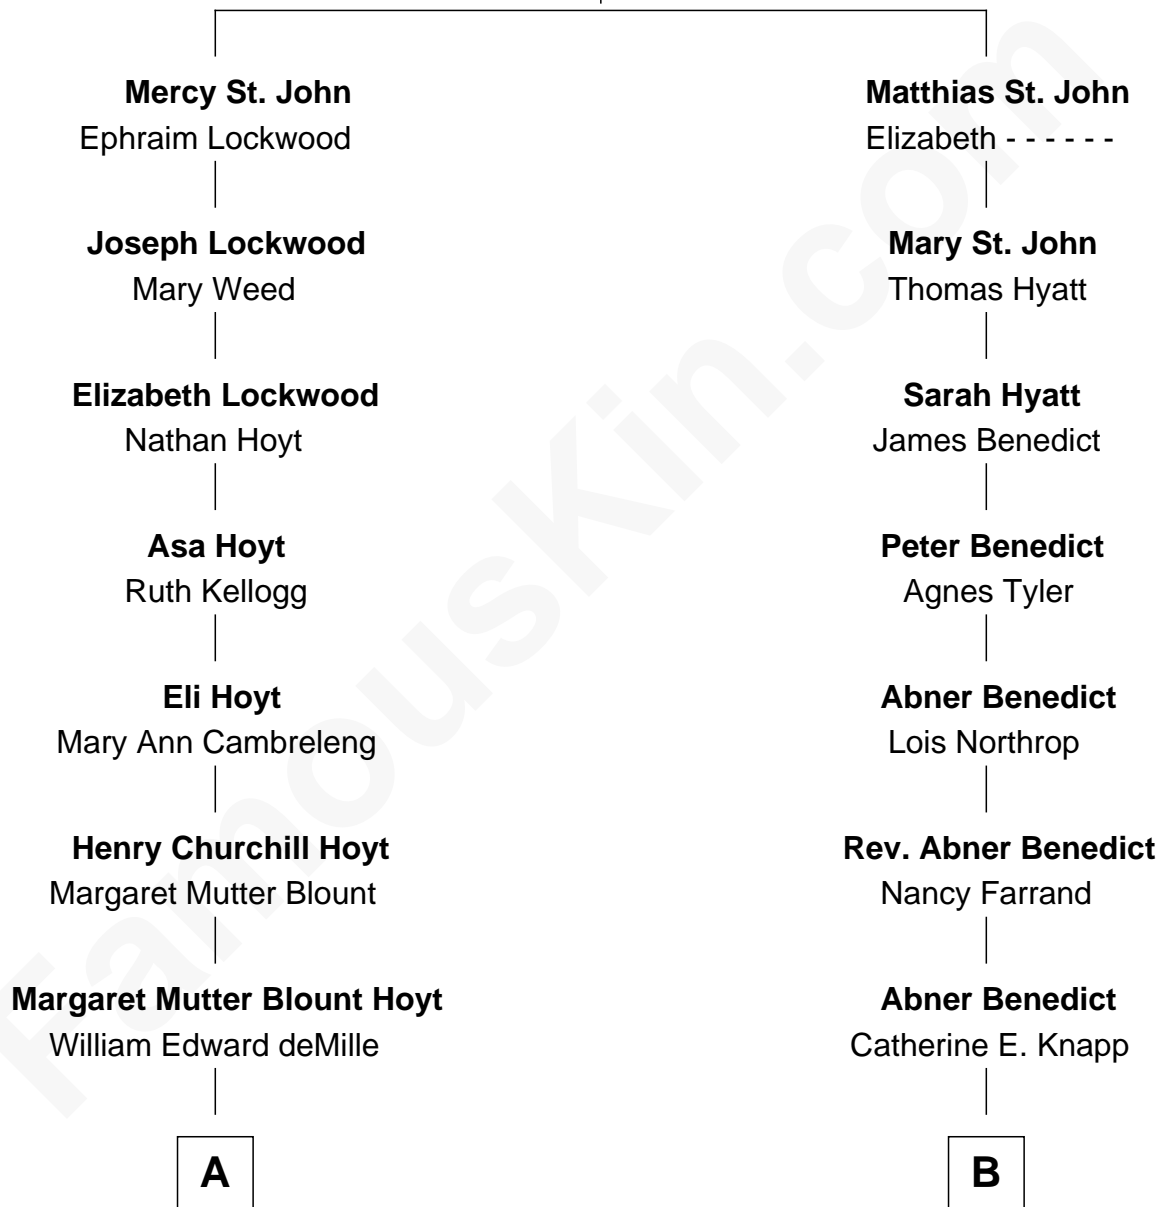 Mercy St. John
Ephraim Lockwood
Matthias St. John
Elizabeth - - - - - -
Joseph Lockwood
Mary Weed
Mary St. John
Thomas Hyatt
Elizabeth Lockwood
Nathan Hoyt
Sarah Hyatt
James Benedict
Asa Hoyt
Ruth Kellogg
Peter Benedict
Agnes Tyler
Eli Hoyt
Mary Ann Cambreleng
Abner Benedict
Lois Northrop
Henry Churchill Hoyt
Margaret Mutter Blount
Rev. Abner Benedict
Nancy Farrand
Margaret Mutter Blount Hoyt
William Edward deMille
Abner Benedict
Catherine E. Knapp
A
B
FamousKin.com